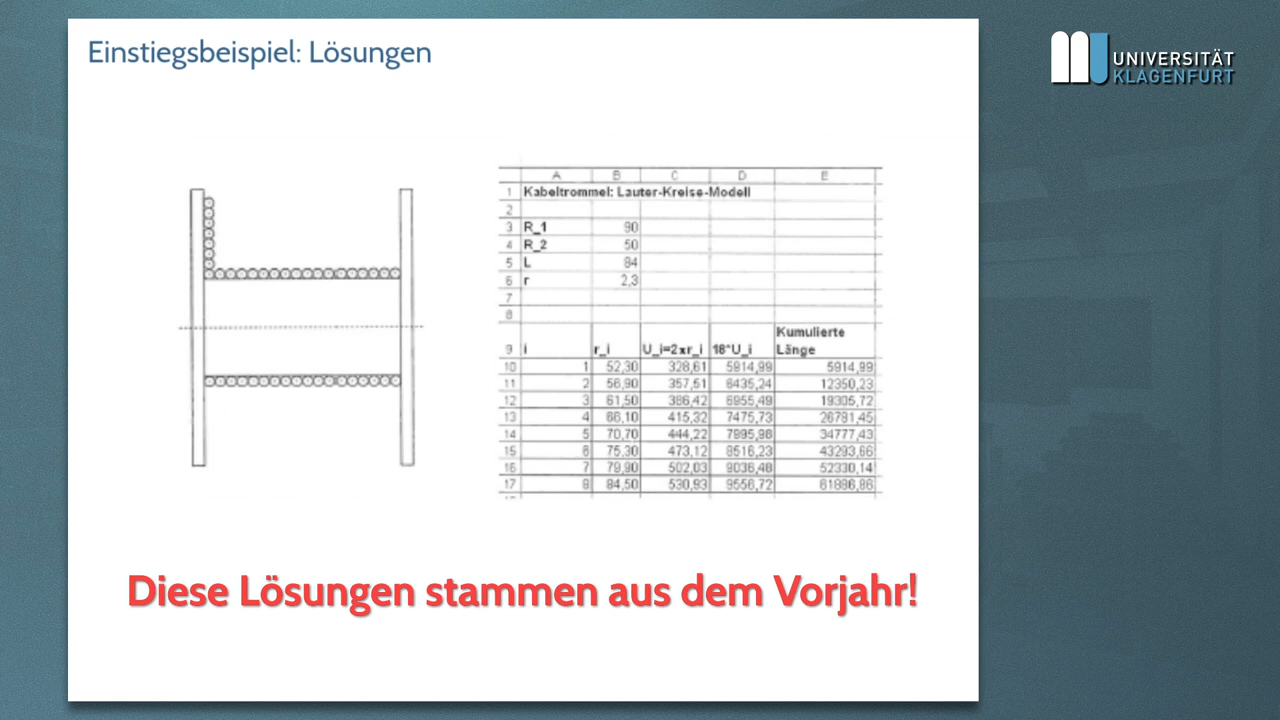 Einstiegsbeispiel: Lösungen
UNIVERSITÄT
KLAGENFURT
A B C D E
1 Kabeltrommel: Lauter-Kreise-Modell
2
3 R_1 90
4 R_2 50
5 L 84
6 r 2,3
7
8
Kumulierte
9 i r_i U_i=2πr_i 18*U_i Länge
10 1 52,30 328,61 5914,99 5914,99
11 2 56,90 357,51 6435,24 12350,23
12 3 61,50 386,42 6955,49 19305,72
13 4 66,10 415,32 7475,73 26781,45
14 5 70,70 444,22 7995,98 34777,43
15 6 75,30 473,12 8516,23 43293,66
16 7 79,90 502,03 9036,48 52330,14
17 8 84,50 530,93 9556,72 61886,86
Diese Lösungen stammen aus dem Vorjahr!